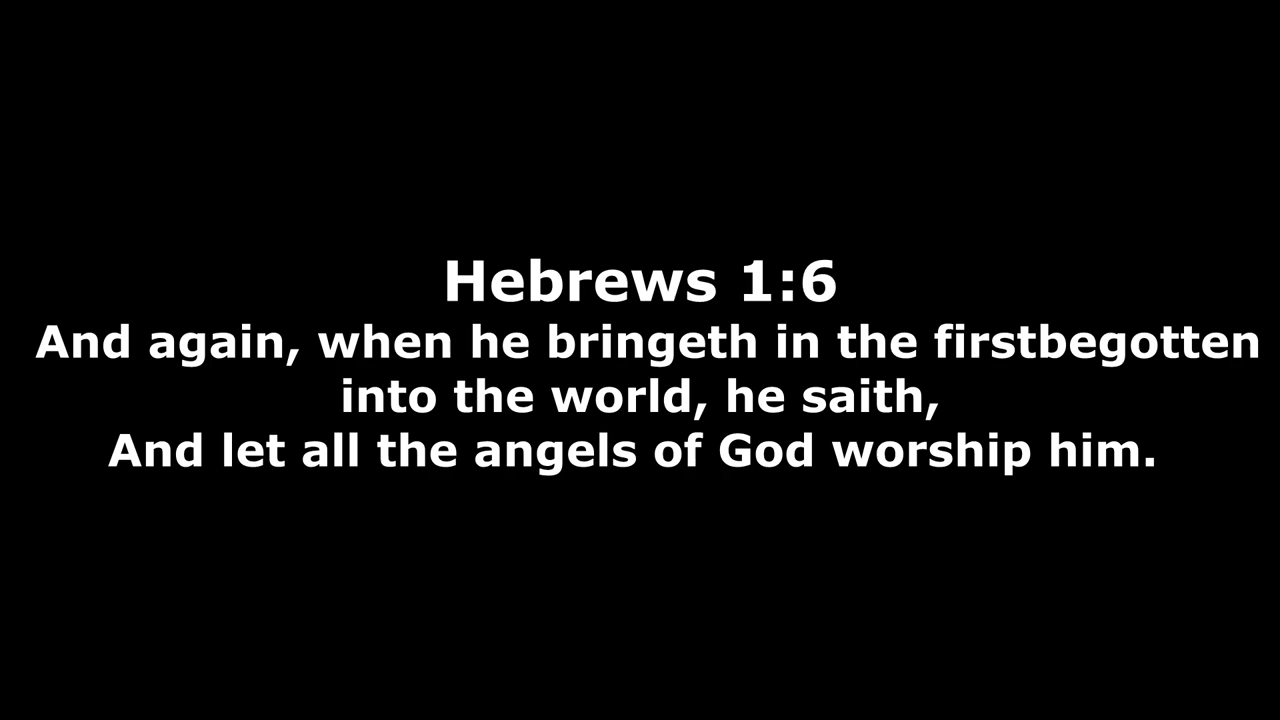 Hebrews 1:6
And again, when he bringeth in the firstbegotten
into the world, he saith,
And let all the angels of God worship him.